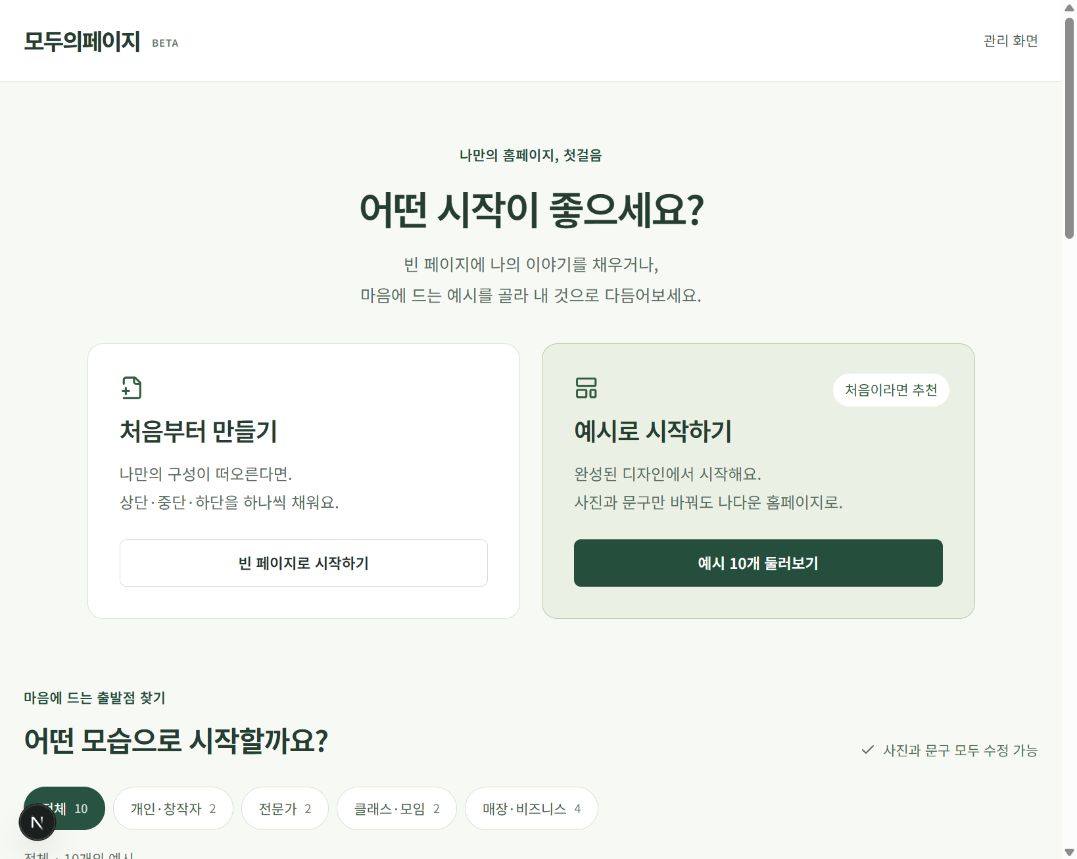 모두의페이지 BETA
관리 화면
나만의 홈페이지, 첫걸음
어떤 시작이 좋으세요?
빈 페이지에 나의 이야기를 채우거나,
마음에 드는 예시를 골라 내 것으로 다듬어보세요.
처음부터 만들기
나만의 구성이 떠오른다면.
상단·중단·하단을 하나씩 채워요.
빈 페이지로 시작하기
처음이라면 추천
예시로 시작하기
완성된 디자인에서 시작해요.
사진과 문구만 바꿔도 나다운 홈페이지로.
예시 10개 둘러보기
마음에 드는 출발점 찾기
어떤 모습으로 시작할까요?
사진과 문구 모두 수정 가능
전체 10
개인·창작자 2
전문가 2
클래스·모임 2
매장·비즈니스 4
N
전체 · 10개의 예시